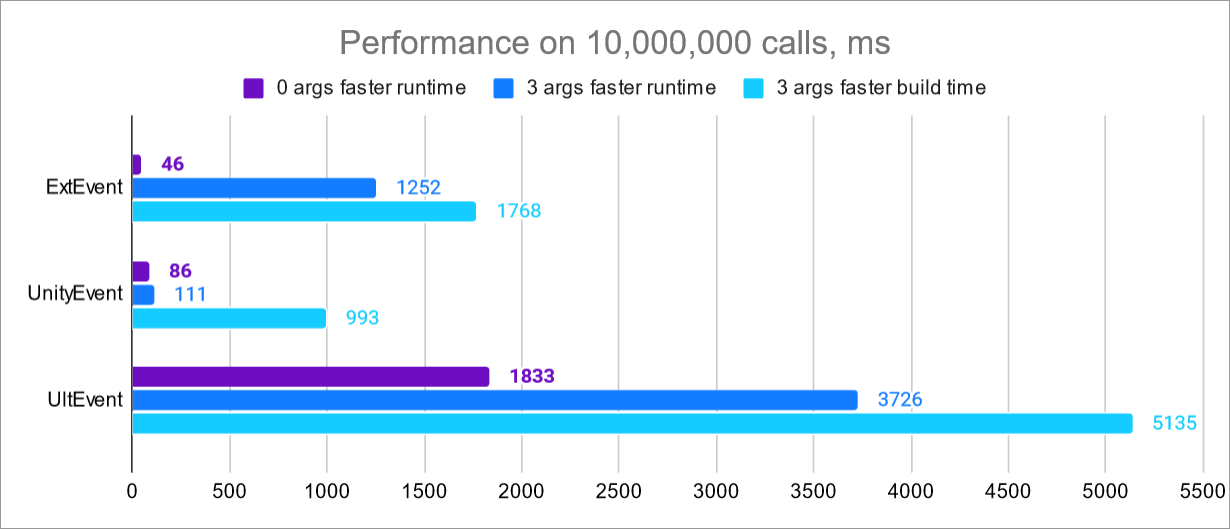 Performance on 10,000,000 calls, ms
0 args faster runtime 3 args faster runtime 3 args faster build time
46
ExtEvent 1252
1768
86
UnityEvent 111
993
1833
UltEvent 3726
5135
0 500 1000 1500 2000 2500 3000 3500 4000 4500 5000 5500